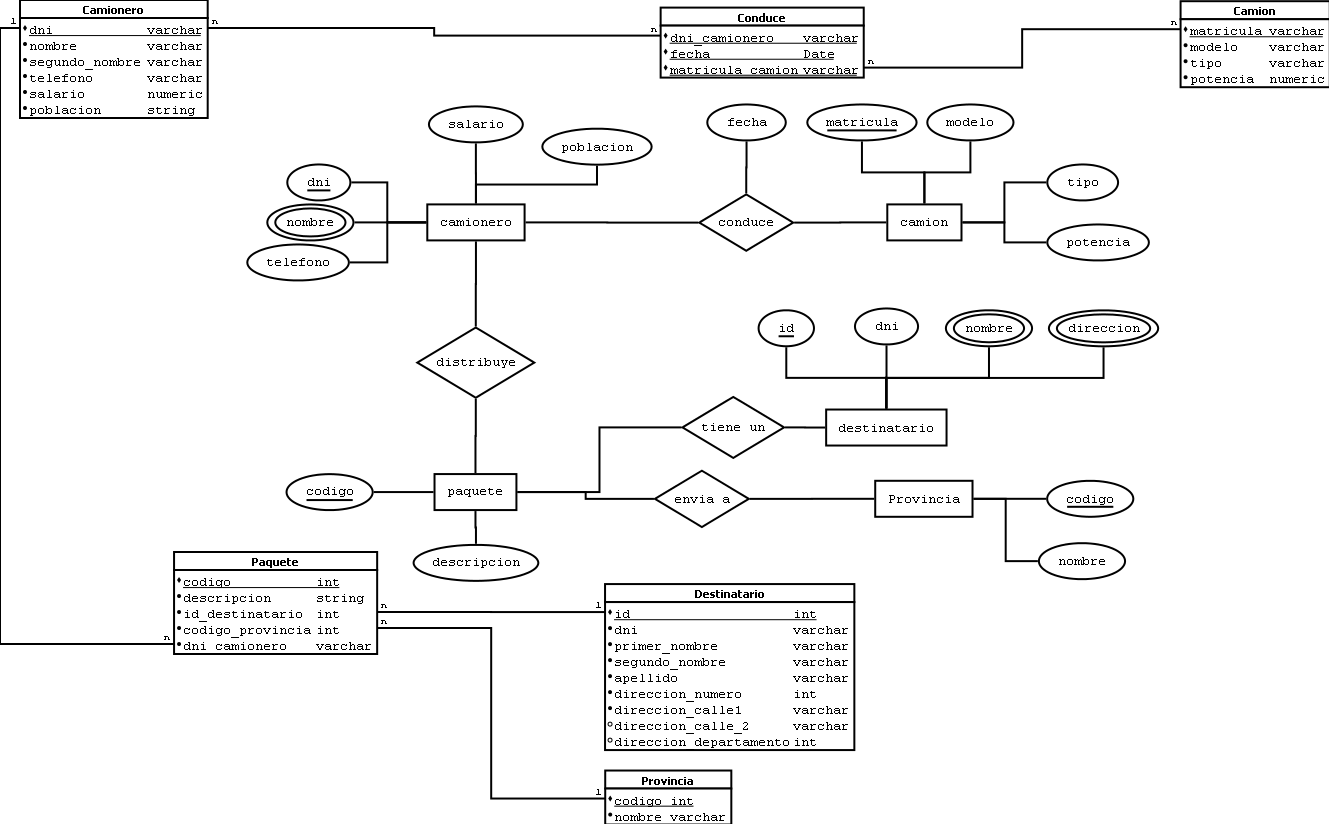 Camionero
dni varchar
nombre varchar
segundo_nombre varchar
telefono varchar
salario numeric
poblacion string
1
n
n
Conduce
dni_camionero varchar
fecha Date
matricula_camion varchar
n
n
Camion
matricula varchar
modelo varchar
tipo varchar
potencia numeric
salario
poblacion
fecha
matricula
modelo
dni
nombre
telefono
camionero
conduce
camion
tipo
potencia
distribuye
id
dni
nombre
direccion
tiene un
destinatario
codigo
paquete
envia a
Provincia
codigo
descripcion
nombre
Paquete
codigo int
descripcion string
id_destinatario int
codigo_provincia int
dni_camionero varchar
n
n
n
1
Destinatario
id int
dni varchar
primer_nombre varchar
segundo_nombre varchar
apellido varchar
direccion_numero int
direccion_calle1 varchar
direccion_calle_2 varchar
direccion_departamento int
1
Provincia
codigo int
nombre varchar